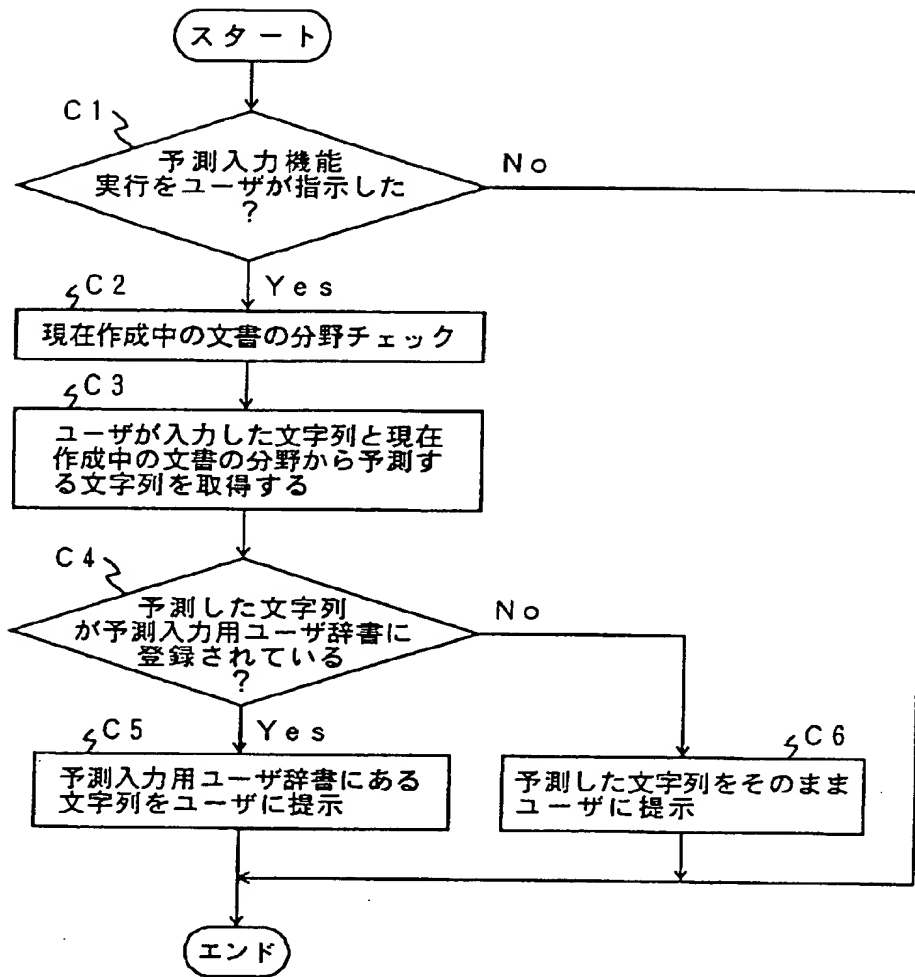 スタート
C1
予測入力機能
実行をユーザが指示した
?
No
Yes
C2
現在作成中の文書の分野チェック
C3
ユーザが入力した文字列と現在
作成中の文書の分野から予測す
る文字列を取得する
C4
予測した文字列
が予測入力用ユーザ辞書に
登録されている
?
No
Yes
C5
予測入力用ユーザ辞書にある
文字列をユーザに提示
C6
予測した文字列をそのまま
ユーザに提示
エンド